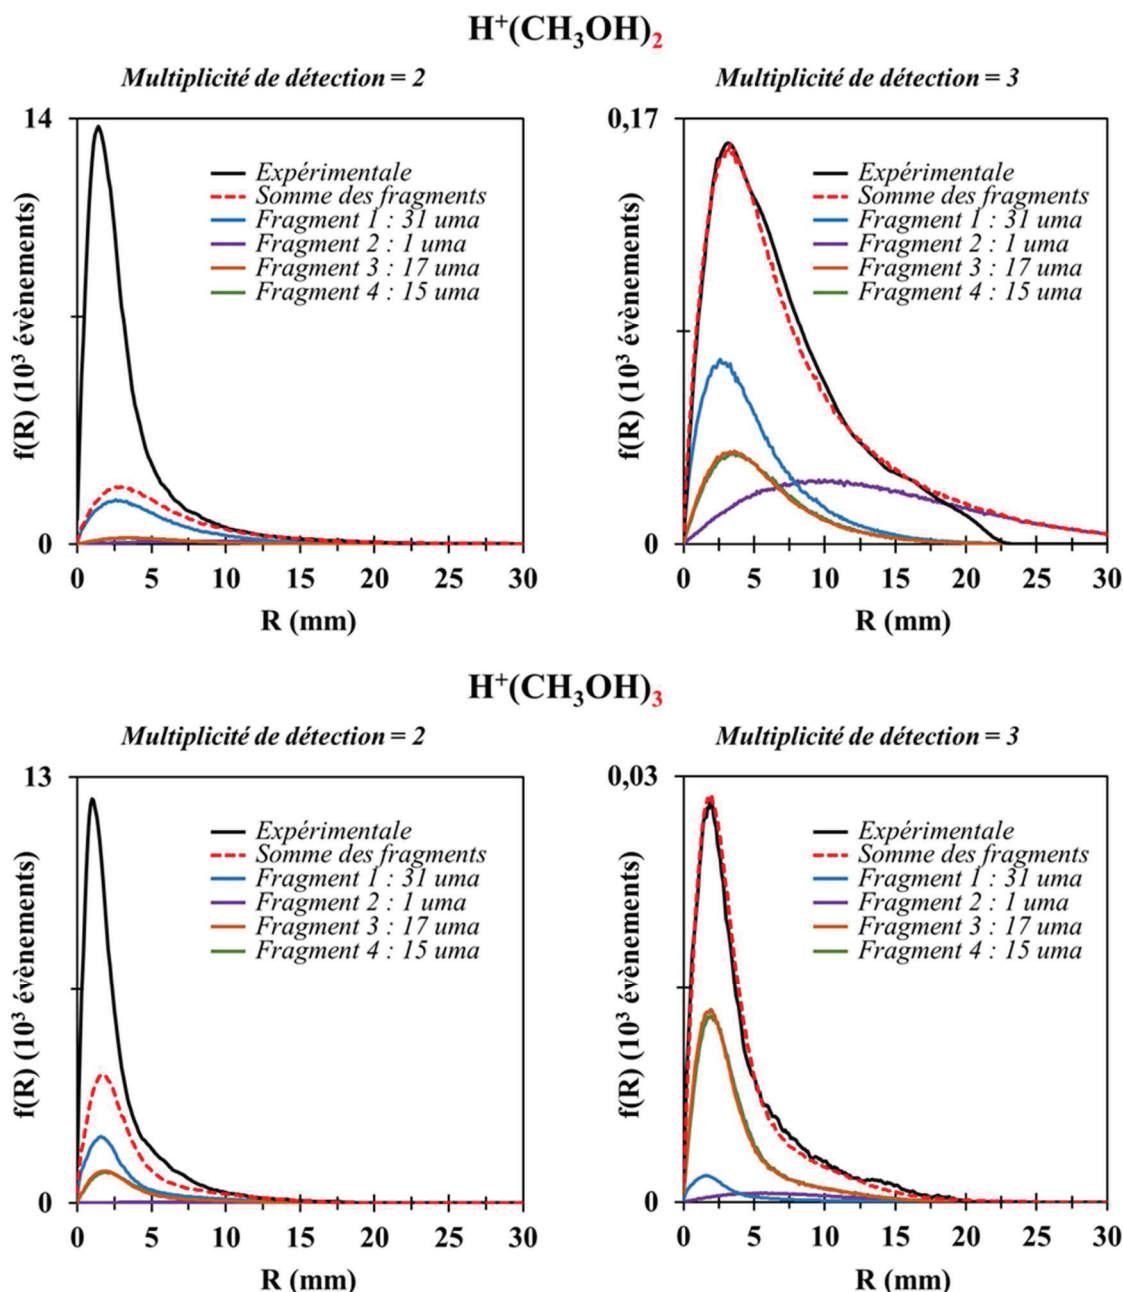 H⁺(CH₃OH)₂
Multiplicité de détection = 2
14
f(R) (10³ évènements)
Expérimentale
Somme des fragments
Fragment 1 : 31 uma
Fragment 2 : 1 uma
Fragment 3 : 17 uma
Fragment 4 : 15 uma
0
0 5 10 15 20 25 30
R (mm)
Multiplicité de détection = 3
0,17
f(R) (10³ évènements)
Expérimentale
Somme des fragments
Fragment 1 : 31 uma
Fragment 2 : 1 uma
Fragment 3 : 17 uma
Fragment 4 : 15 uma
0
0 5 10 15 20 25 30
R (mm)
H⁺(CH₃OH)₃
Multiplicité de détection = 2
13
f(R) (10³ évènements)
Expérimentale
Somme des fragments
Fragment 1 : 31 uma
Fragment 2 : 1 uma
Fragment 3 : 17 uma
Fragment 4 : 15 uma
0
0 5 10 15 20 25 30
R (mm)
Multiplicité de détection = 3
0,03
f(R) (10³ évènements)
Expérimentale
Somme des fragments
Fragment 1 : 31 uma
Fragment 2 : 1 uma
Fragment 3 : 17 uma
Fragment 4 : 15 uma
0
0 5 10 15 20 25 30
R (mm)